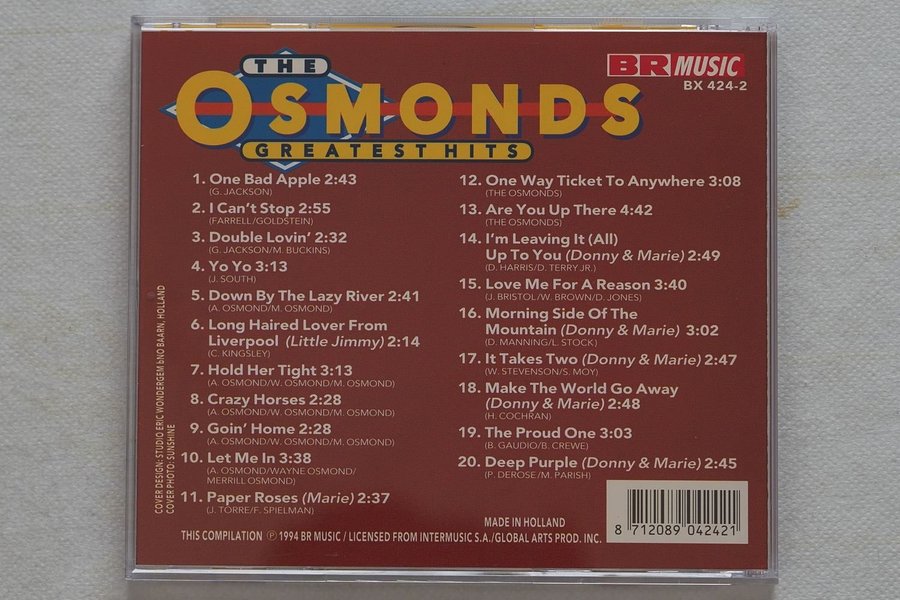 THE
OSMONDS
GREATEST HITS
BR MUSIC
BX 424-2
1. One Bad Apple 2:43
(G. JACKSON)
2. I Can't Stop 2:55
(FARRELL/GOLDSTEIN)
3. Double Lovin' 2:32
(G. JACKSON/M. BUCKINS)
4. Yo Yo 3:13
(J. SOUTH)
5. Down By The Lazy River 2:41
(A. OSMOND/M. OSMOND)
6. Long Haired Lover From
Liverpool (Little Jimmy) 2:14
(C. KINGSLEY)
7. Hold Her Tight 3:13
(A. OSMOND/W. OSMOND/M. OSMOND)
8. Crazy Horses 2:28
(A. OSMOND/W. OSMOND/M. OSMOND)
9. Goin' Home 2:28
(A. OSMOND/W. OSMOND/M. OSMOND)
10. Let Me In 3:38
(A. OSMOND/WAYNE OSMOND/
MERRILL OSMOND)
11. Paper Roses (Marie) 2:37
(J. TORRE/F. SPIELMAN)
12. One Way Ticket To Anywhere 3:08
(THE OSMONDS)
13. Are You Up There 4:42
(THE OSMONDS)
14. I'm Leaving It (All)
Up To You (Donny & Marie) 2:49
(D. HARRIS/D. TERRY JR.)
15. Love Me For A Reason 3:40
(J. BRISTOL/W. BROWN/D. JONES)
16. Morning Side Of The
Mountain (Donny & Marie) 3:02
(D. MANNING/L. STOCK)
17. It Takes Two (Donny & Marie) 2:47
(W. STEVENSON/S. MOY)
18. Make The World Go Away
(Donny & Marie) 2:48
(H. COCHRAN)
19. The Proud One 3:03
(B. GAUDIO/B. CREWE)
20. Deep Purple (Donny & Marie) 2:45
(P. DEROSE/M. PARISH)
COVER DESIGN: STUDIO ERIC WONDERGEM bNO BAARN, HOLLAND
COVER PHOTO: SUNSHINE
MADE IN HOLLAND
THIS COMPILATION ℗ 1994 BR MUSIC / LICENSED FROM INTERMUSIC S.A./GLOBAL ARTS PROD. INC.
8 712089 042421